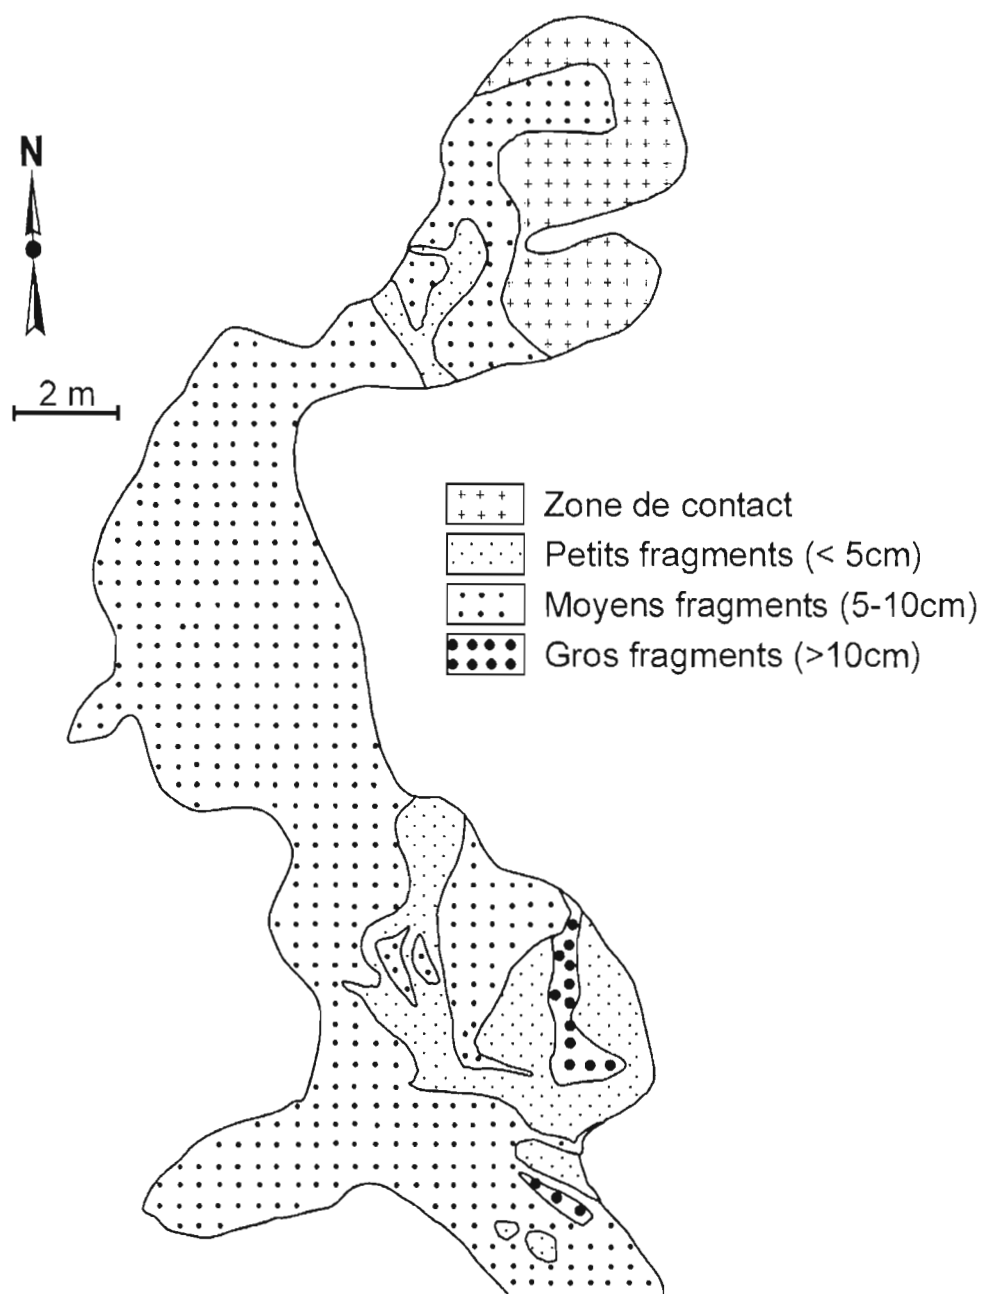 N
2 m
Zone de contact
Petits fragments (< 5cm)
Moyens fragments (5-10cm)
Gros fragments (>10cm)